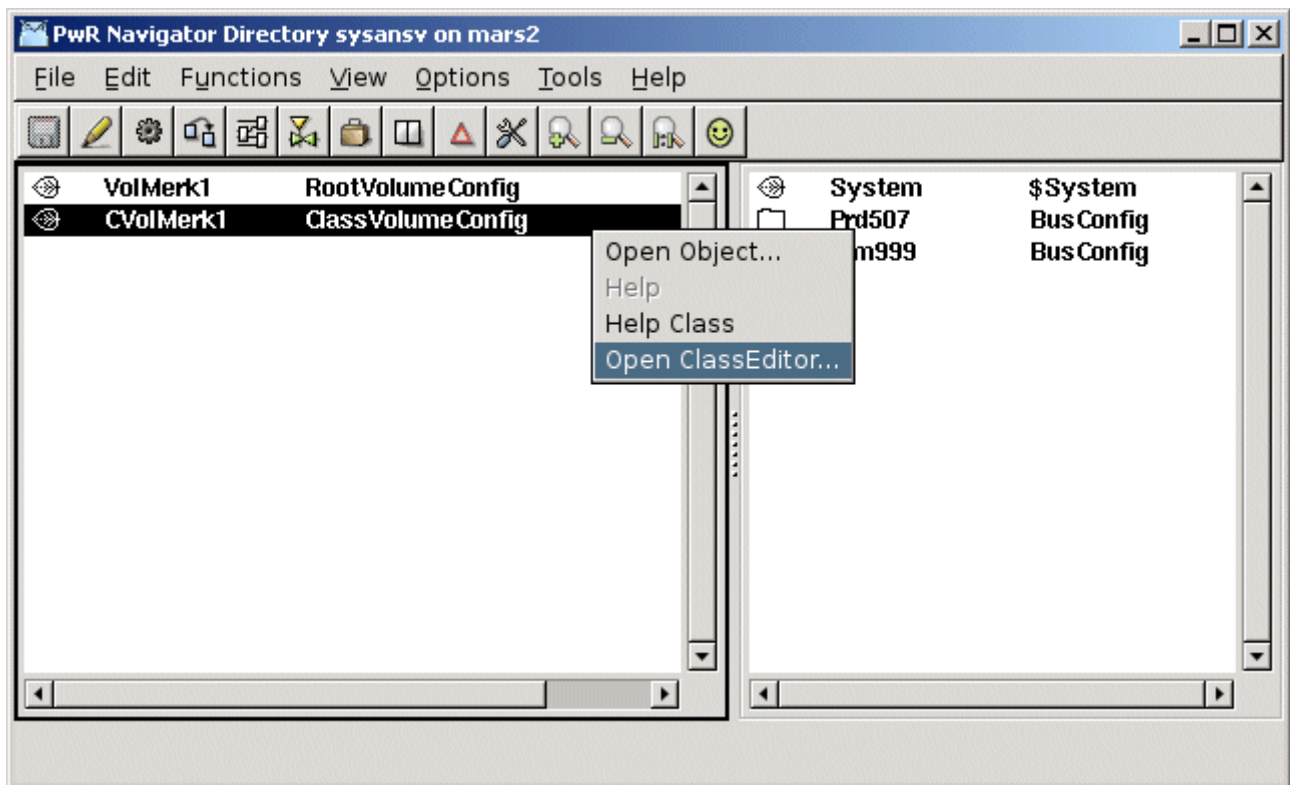 PwR Navigator Directory sysansv on mars2
File Edit Functions View Options Tools Help
VolMerk1 RootVolumeConfig
CVolMerk1 ClassVolumeConfig
System $System
Prd507 BusConfig
m999 BusConfig
Open Object...
Help
Help Class
Open ClassEditor...